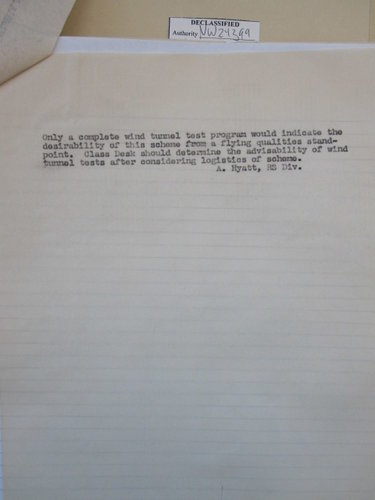 DECLASSIFIED
Authority NW 24399
Only a complete wind tunnel test program would indicate the
desirability of this scheme from a flying qualities stand-
point. Class Desk should determine the advisability of wind
tunnel tests after considering logistics of scheme.
A. Hyatt, RS Div.